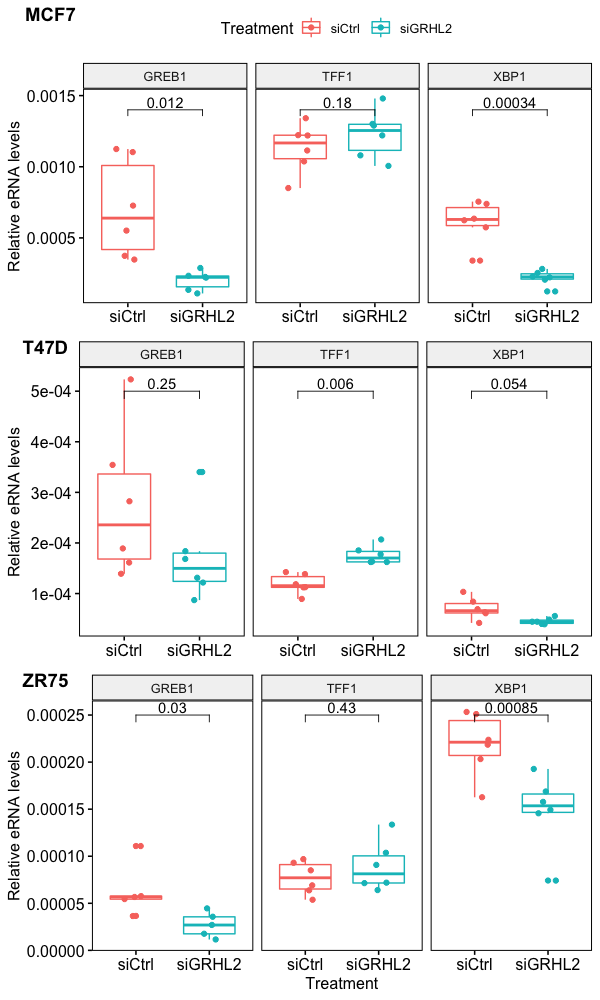 MCF7
Treatment siCtrl siGRHL2
GREB1 TFF1 XBP1
0.012 0.18 0.00034
0.0015
0.0010
0.0005
Relative eRNA levels
siCtrl siGRHL2 siCtrl siGRHL2 siCtrl siGRHL2
T47D
GREB1 TFF1 XBP1
0.25 0.006 0.054
5e-04
4e-04
3e-04
2e-04
1e-04
Relative eRNA levels
siCtrl siGRHL2 siCtrl siGRHL2 siCtrl siGRHL2
ZR75
GREB1 TFF1 XBP1
0.03 0.43 0.00085
0.00025
0.00020
0.00015
0.00010
0.00005
0.00000
Relative eRNA levels
siCtrl siGRHL2 siCtrl siGRHL2 siCtrl siGRHL2
Treatment